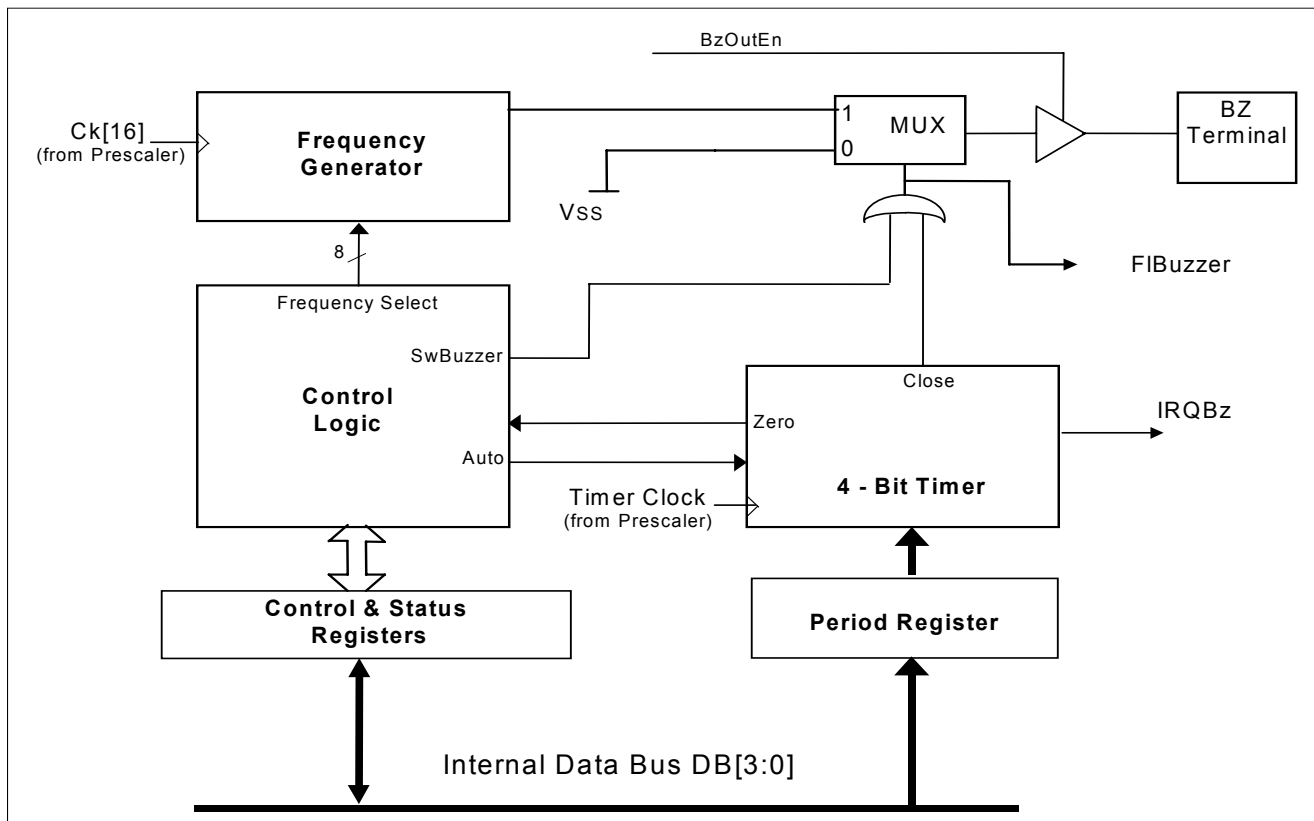 BzOutEn
Ck[16]
(from Prescaler)
Frequency
Generator
1
0
MUX
BZ
Terminal
VSS
8
FlBuzzer
Frequency Select
SwBuzzer
Control
Logic
Auto
Close
Zero
IRQBz
4 - Bit Timer
Timer Clock
(from Prescaler)
Control & Status
Registers
Period Register
Internal Data Bus DB[3:0]